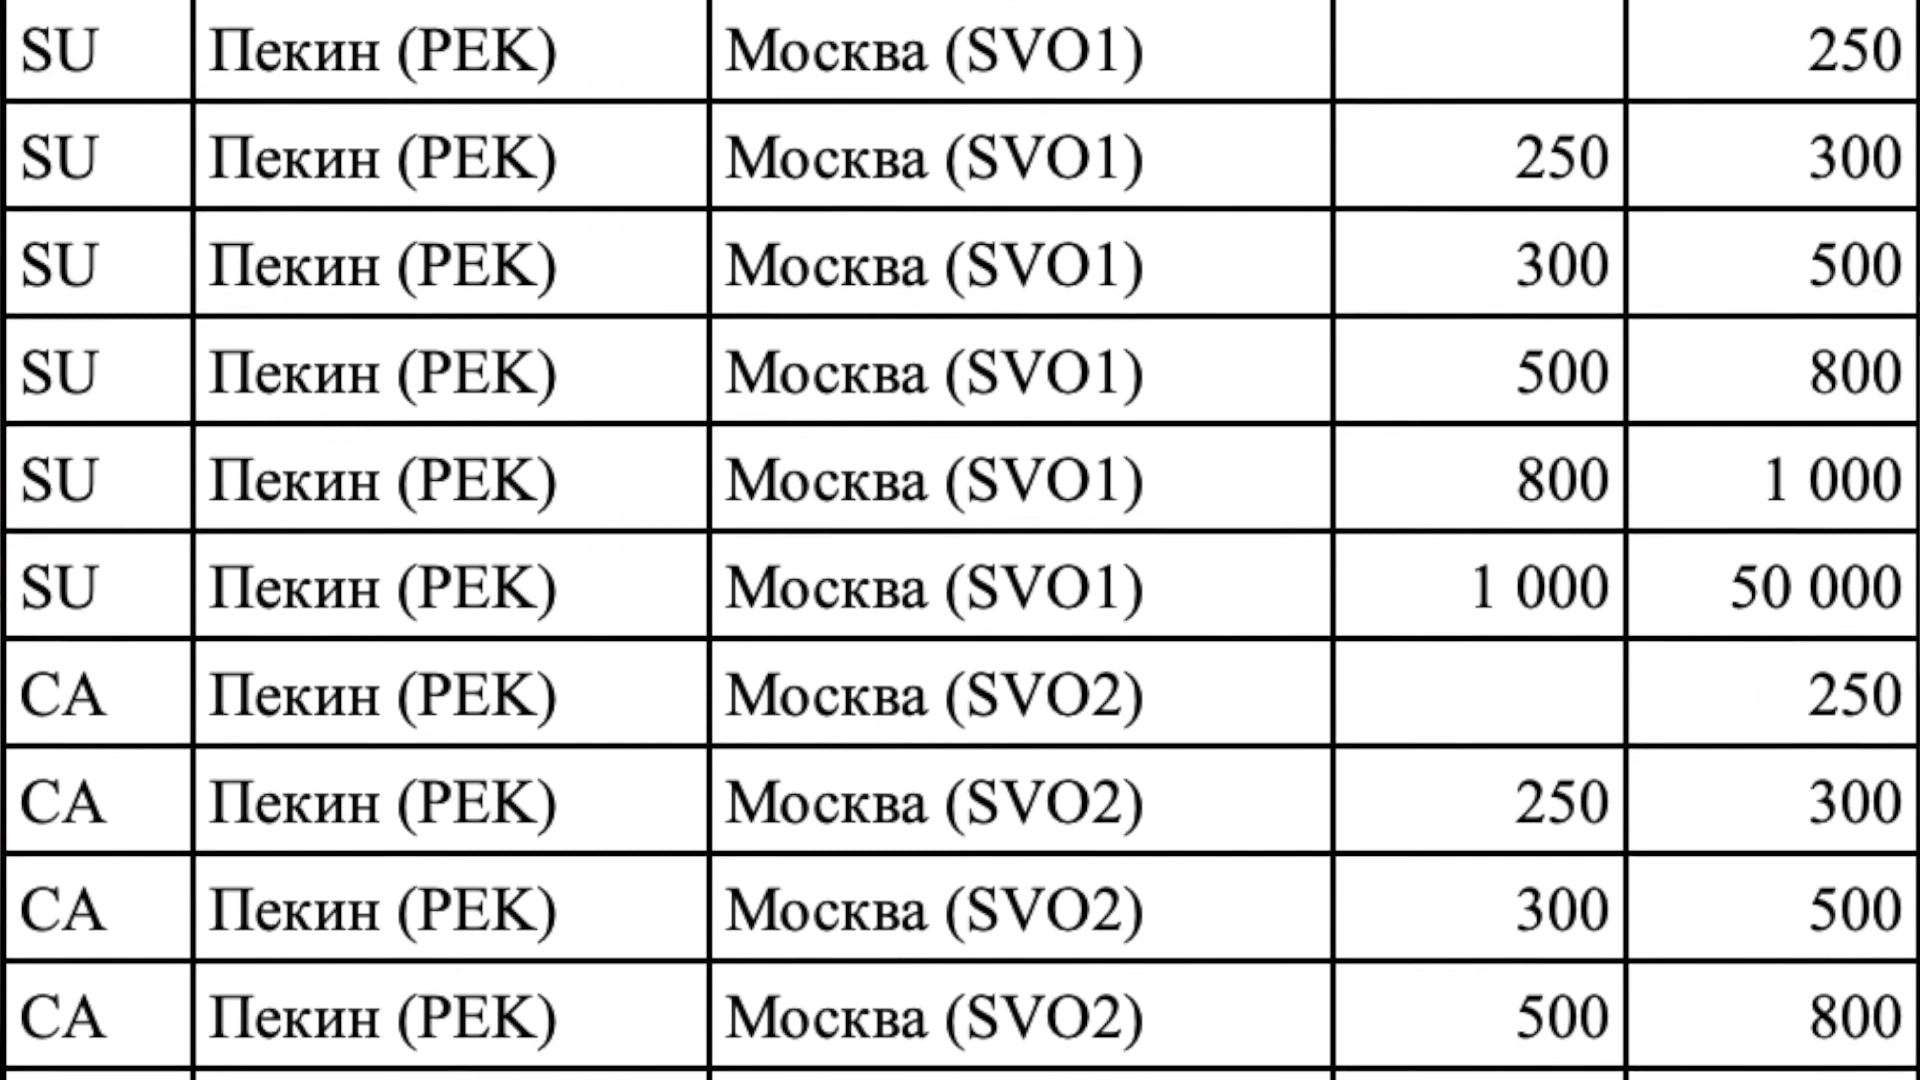 SU Пекин (PEK) Москва (SVO1) 250
SU Пекин (PEK) Москва (SVO1) 250 300
SU Пекин (PEK) Москва (SVO1) 300 500
SU Пекин (PEK) Москва (SVO1) 500 800
SU Пекин (PEK) Москва (SVO1) 800 1 000
SU Пекин (PEK) Москва (SVO1) 1 000 50 000
CA Пекин (PEK) Москва (SVO2) 250
CA Пекин (PEK) Москва (SVO2) 250 300
CA Пекин (PEK) Москва (SVO2) 300 500
CA Пекин (PEK) Москва (SVO2) 500 800